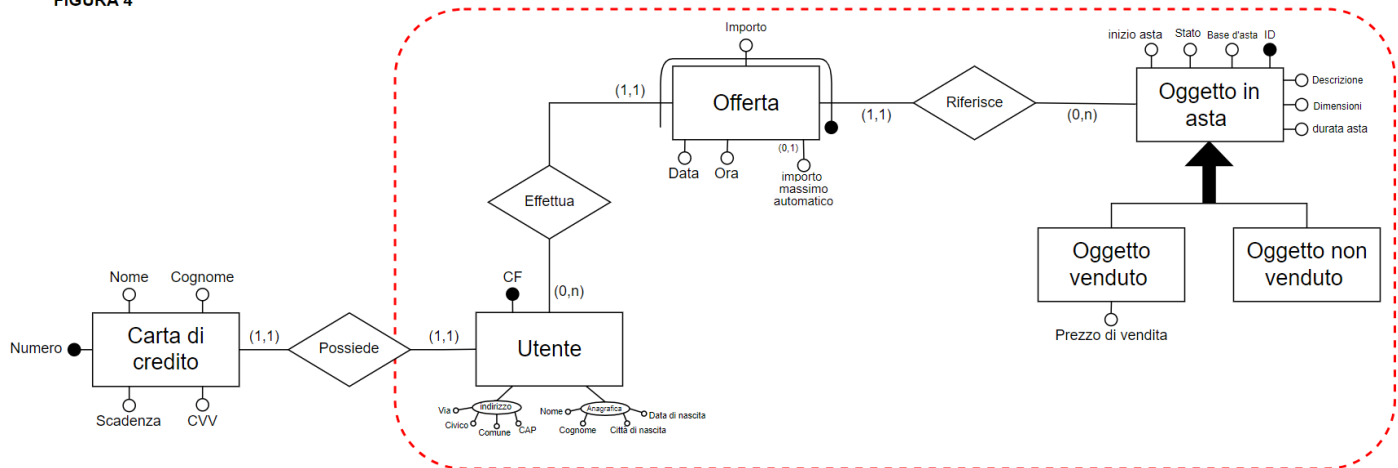 FIGURA 4
Importo
Offerta
(1,1)
(1,1)
Data
Ora
(0,1)
importo
massimo
automatico
Riferisce
(0,n)
inizio asta
Stato
Base d'asta
ID
Oggetto in
asta
Descrizione
Dimensioni
durata asta
Effettua
(0,n)
Oggetto
venduto
Prezzo di vendita
Oggetto non
venduto
Nome
Cognome
Numero
Carta di
credito
Scadenza
CVV
(1,1)
Possiede
(1,1)
CF
Utente
indirizzo
Via
Civico
Comune
CAP
Anagrafica
Nome
Cognome
Città di nascita
Data di nascita